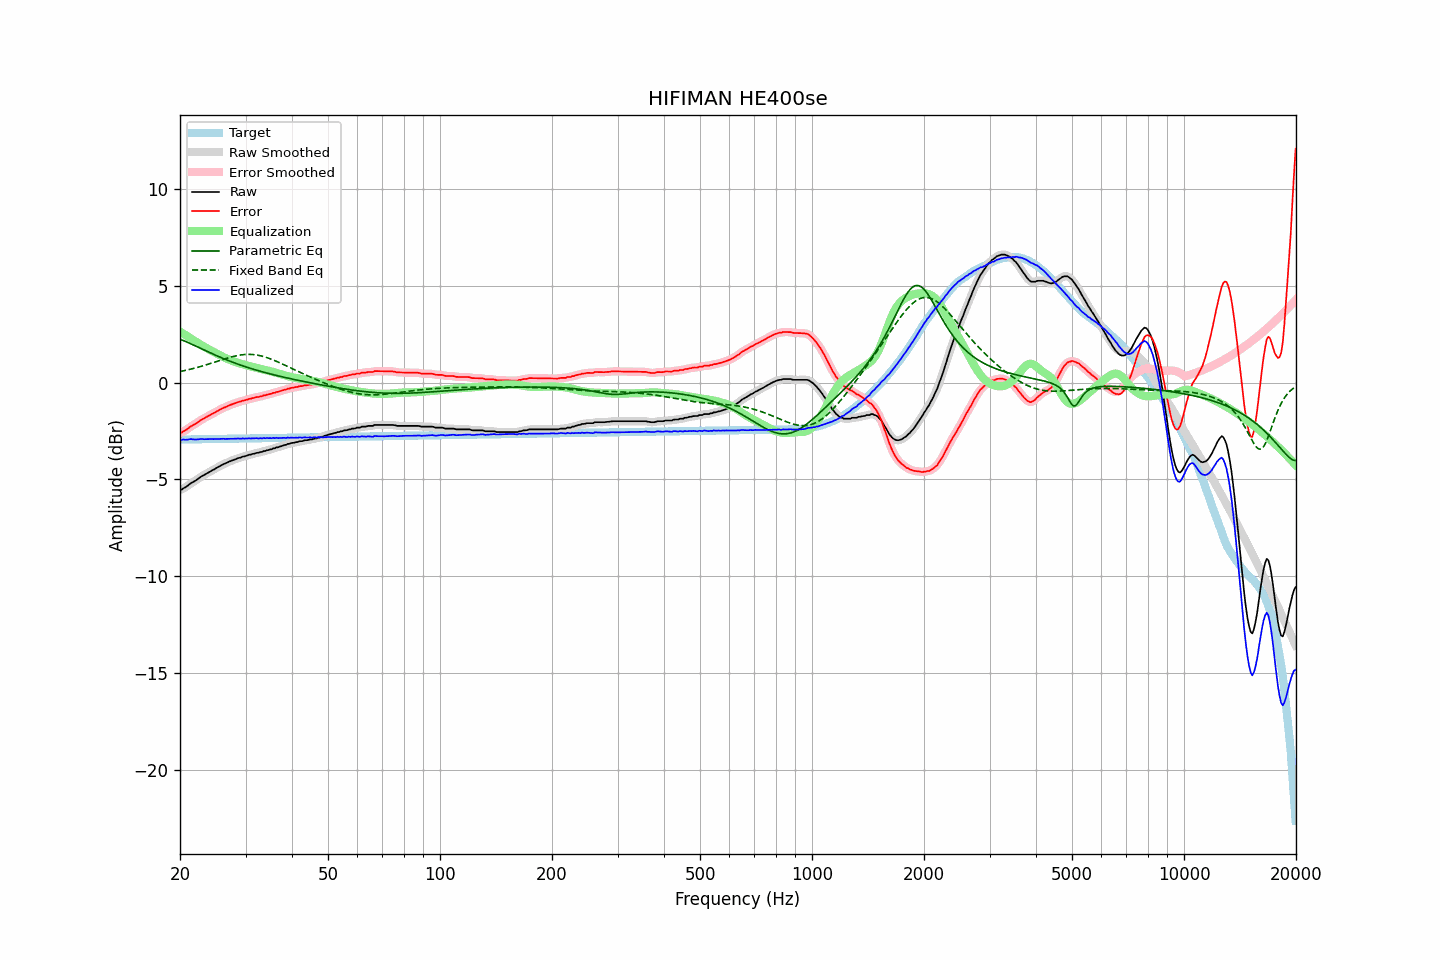 HIFIMAN HE400se
Target
Raw Smoothed
Error Smoothed
Raw
Error
Equalization
Parametric Eq
Fixed Band Eq
Equalized
10
5
0
−5
−10
−15
−20
Amplitude (dBr)
20 50 100 200 500 1000 2000 5000 10000 20000
Frequency (Hz)